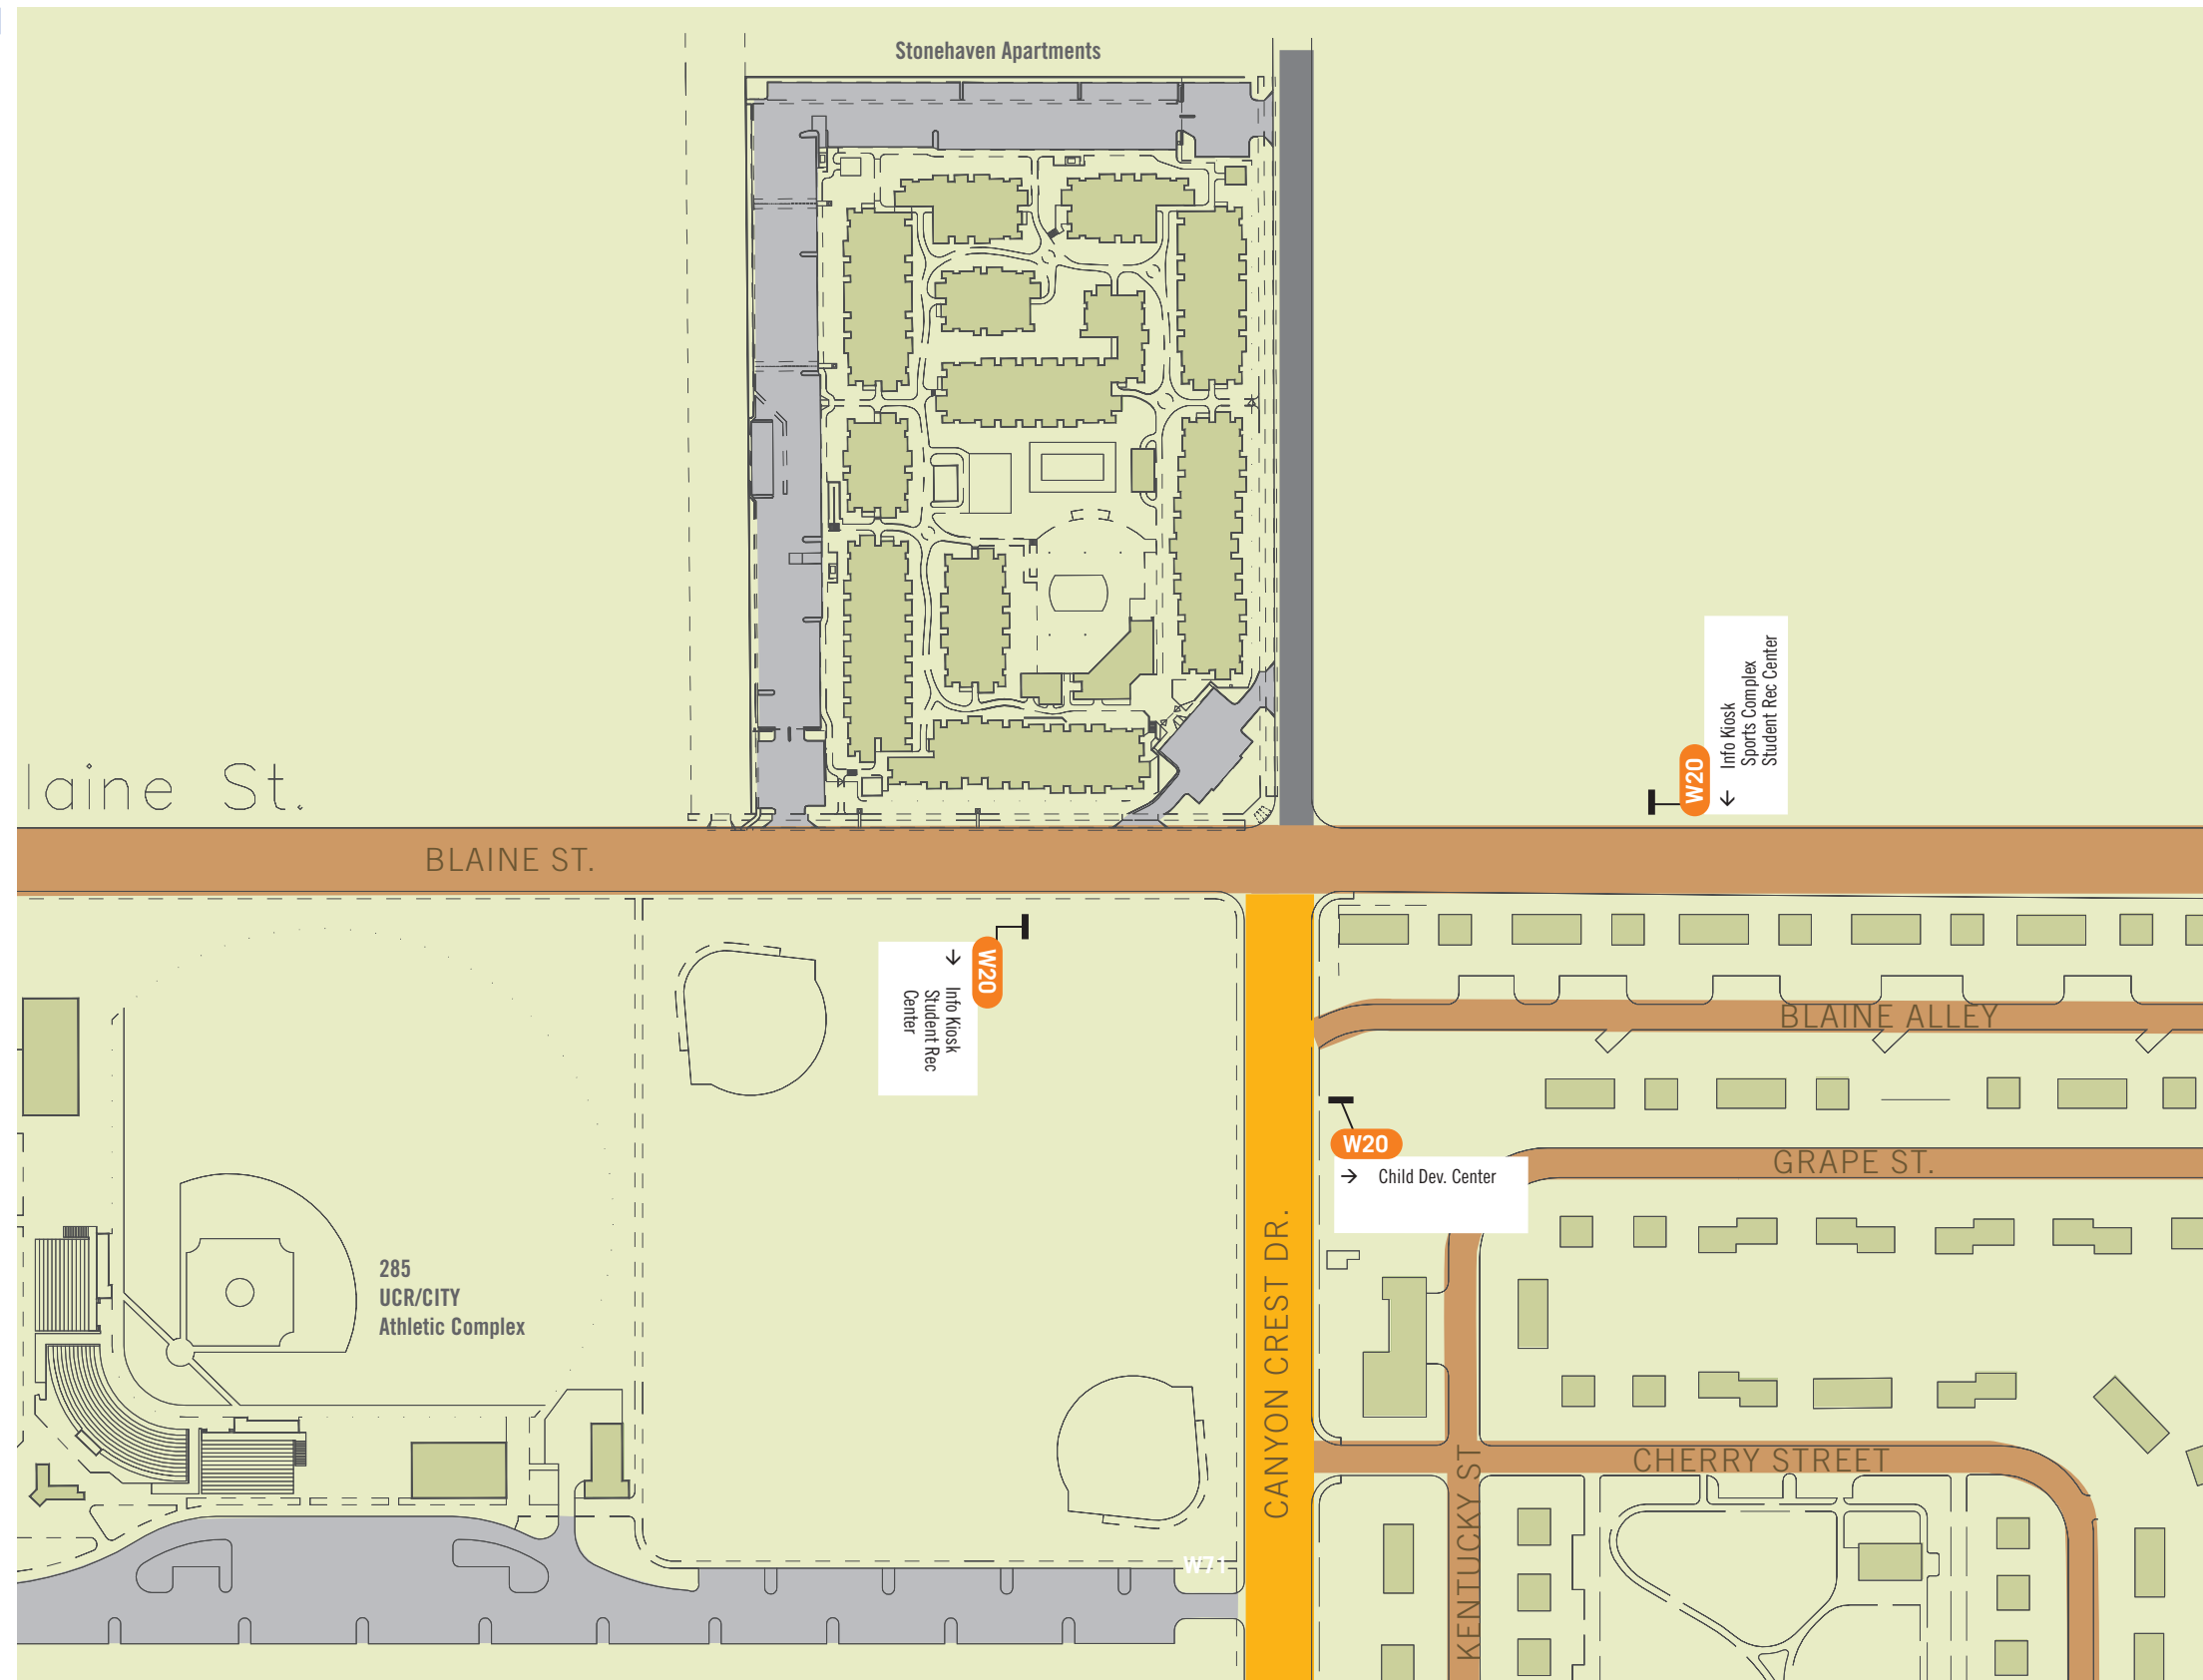 Stonehaven Apartments
Info Kiosk
Sports Complex
Student Rec Center
W20
laine St.
BLAINE ST.
W20
Info Kiosk
Student Rec
Center
BLAINE ALLEY
W20
Child Dev. Center
GRAPE ST.
CANYON CREST DR.
285
UCR/CITY
Athletic Complex
CHERRY STREET
KENTUCKY ST
W71